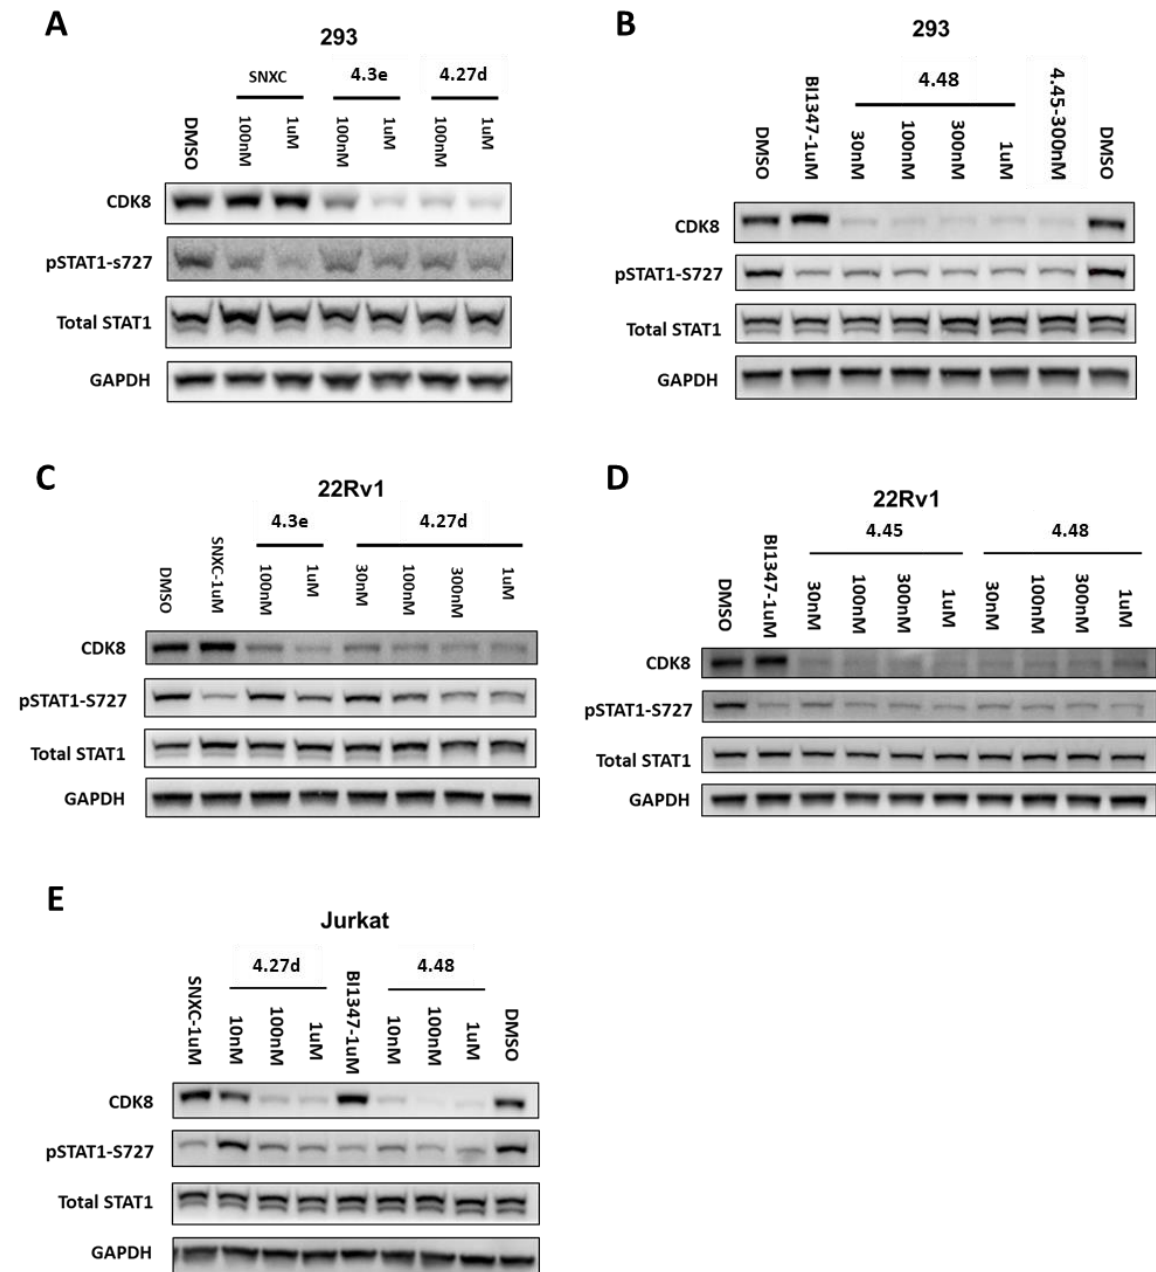 A
293
SNXC 4.3e 4.27d
DMSO 100nM 1uM 100nM 1uM 100nM 1uM
CDK8
pSTAT1-s727
Total STAT1
GAPDH
B
293
4.48
DMSO BI1347-1uM 30nM 100nM 300nM 1uM 4.45-300nM DMSO
CDK8
pSTAT1-S727
Total STAT1
GAPDH
C
22Rv1
4.3e 4.27d
DMSO SNXC-1uM 100nM 1uM 30nM 100nM 300nM 1uM
CDK8
pSTAT1-S727
Total STAT1
GAPDH
D
22Rv1
4.45 4.48
DMSO BI1347-1uM 30nM 100nM 300nM 1uM 30nM 100nM 300nM 1uM
CDK8
pSTAT1-S727
Total STAT1
GAPDH
E
Jurkat
4.27d 4.48
SNXC-1uM 10nM 100nM 1uM BI1347-1uM 10nM 100nM 1uM DMSO
CDK8
pSTAT1-S727
Total STAT1
GAPDH